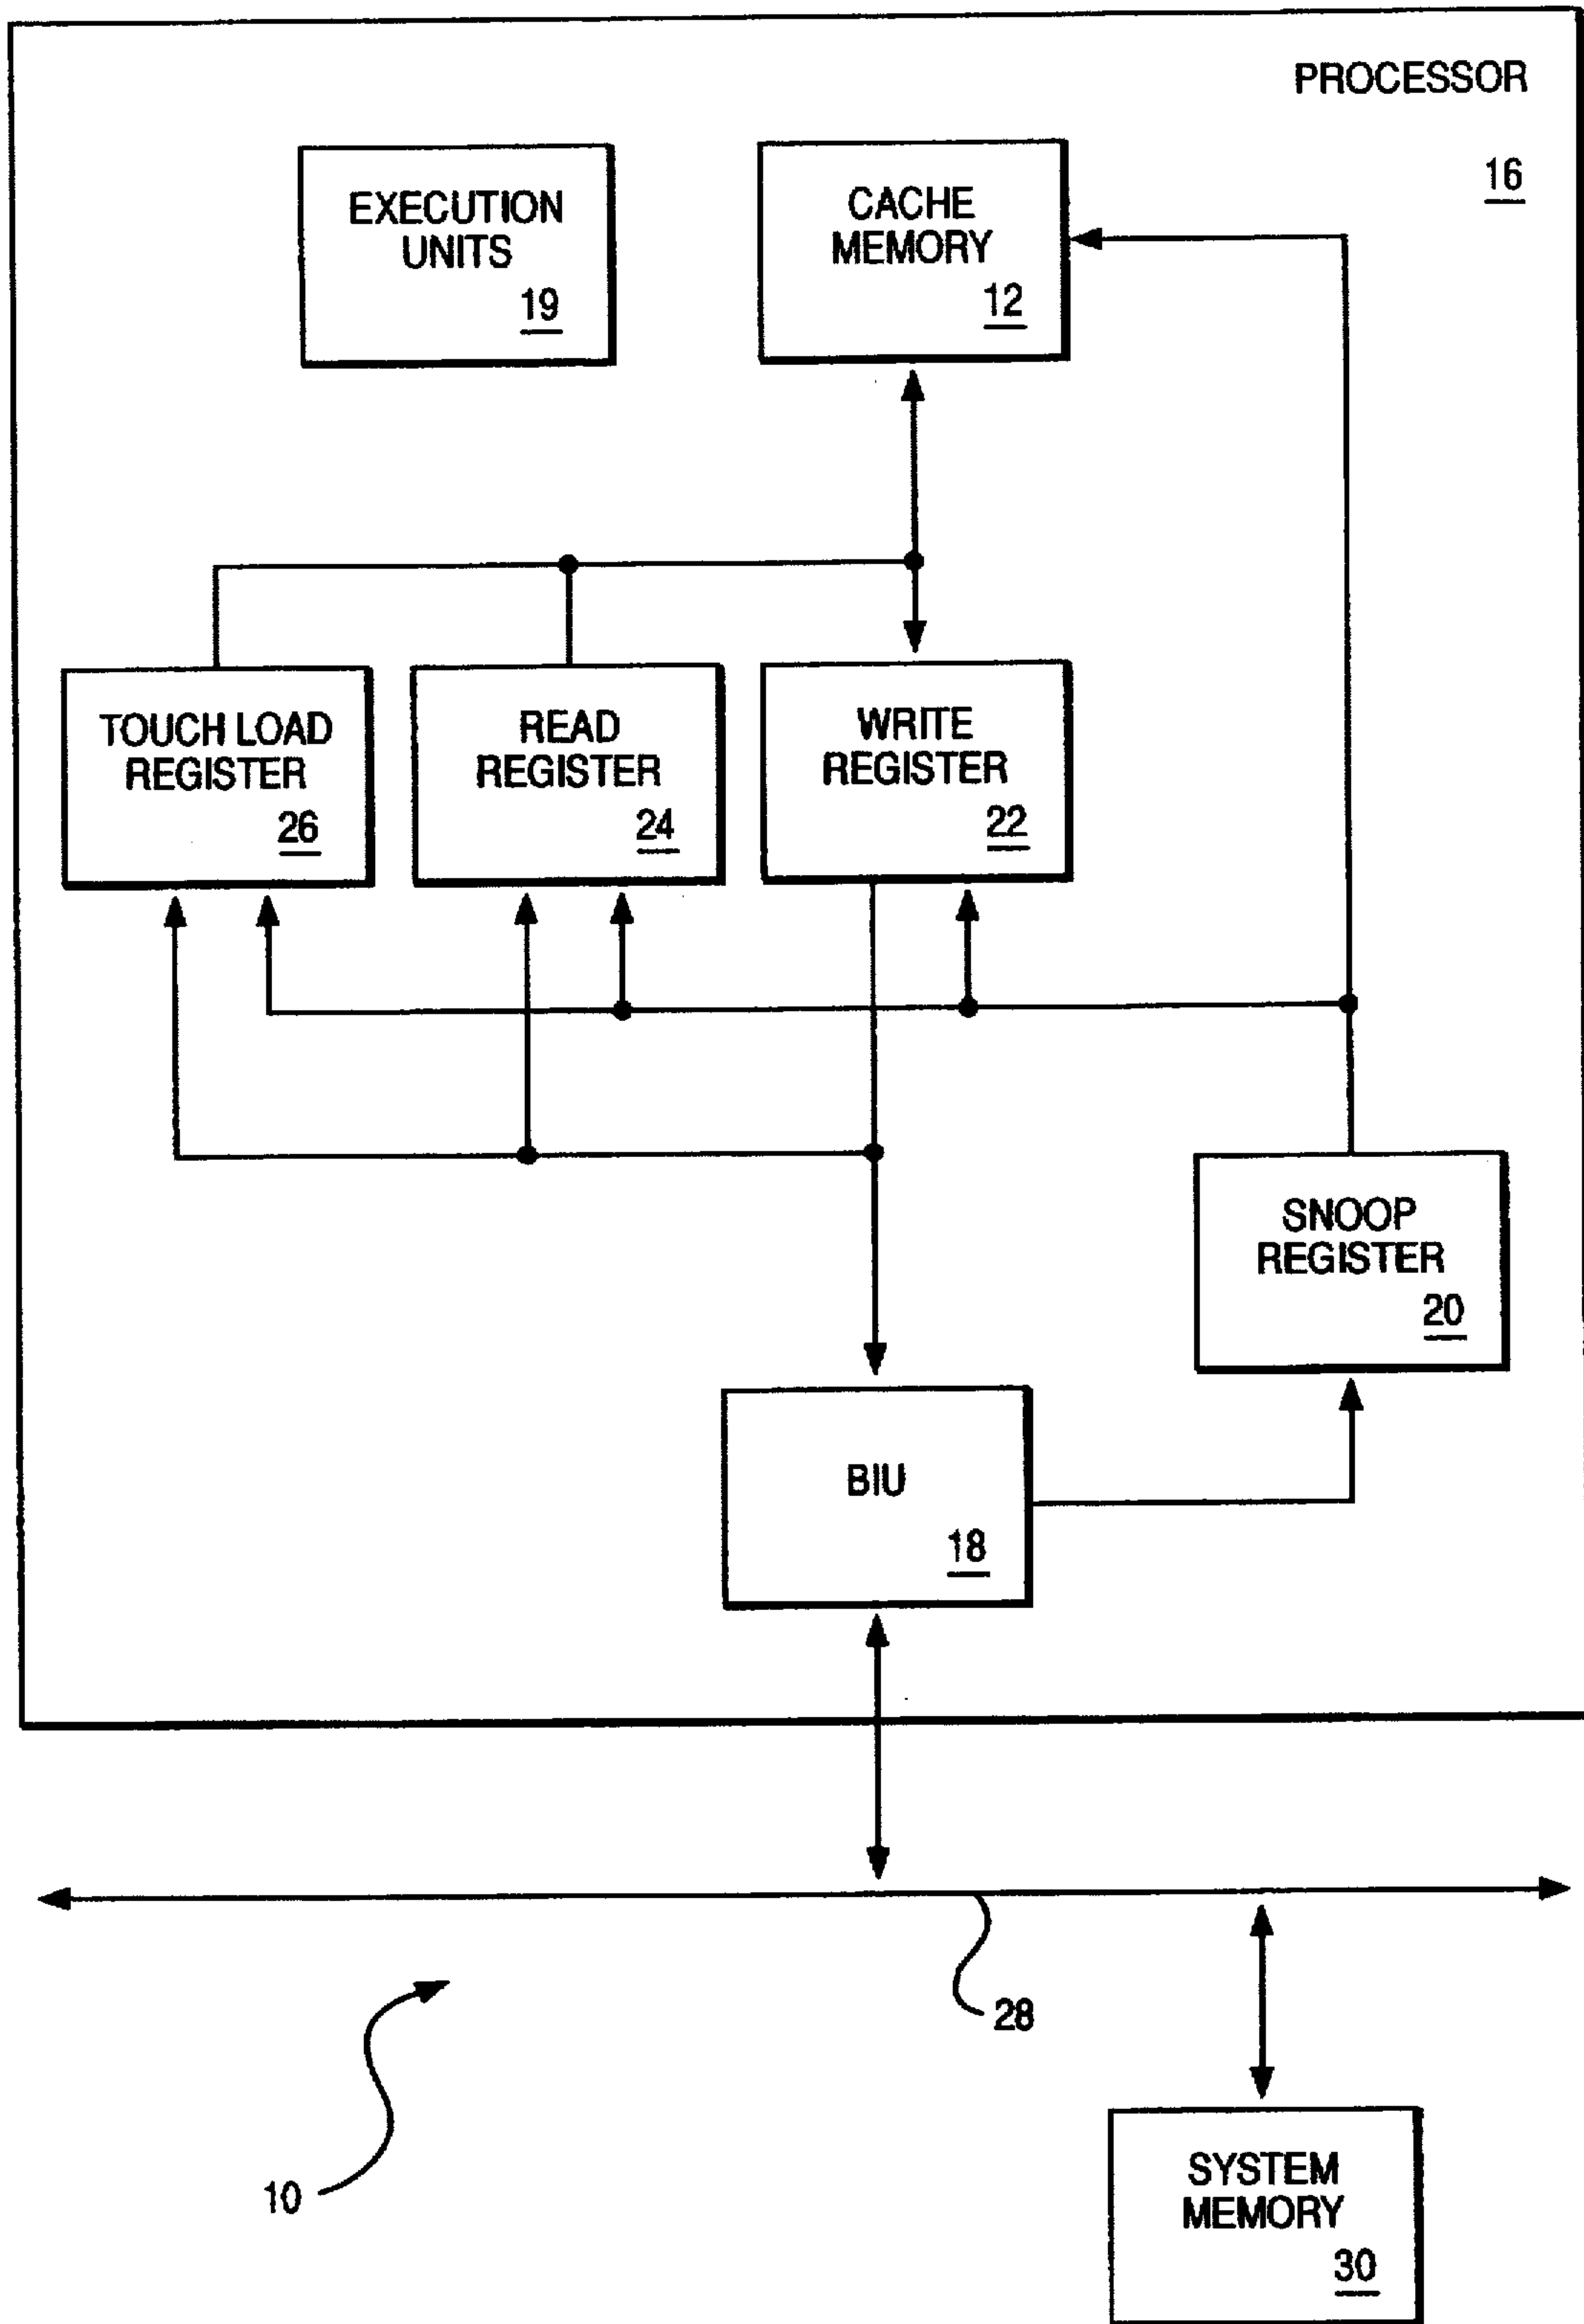 PROCESSOR
16
EXECUTION
UNITS
19
CACHE
MEMORY
12
TOUCH LOAD
REGISTER
26
READ
REGISTER
24
WRITE
REGISTER
22
SNOOP
REGISTER
20
BIU
18
28
10
SYSTEM
MEMORY
30